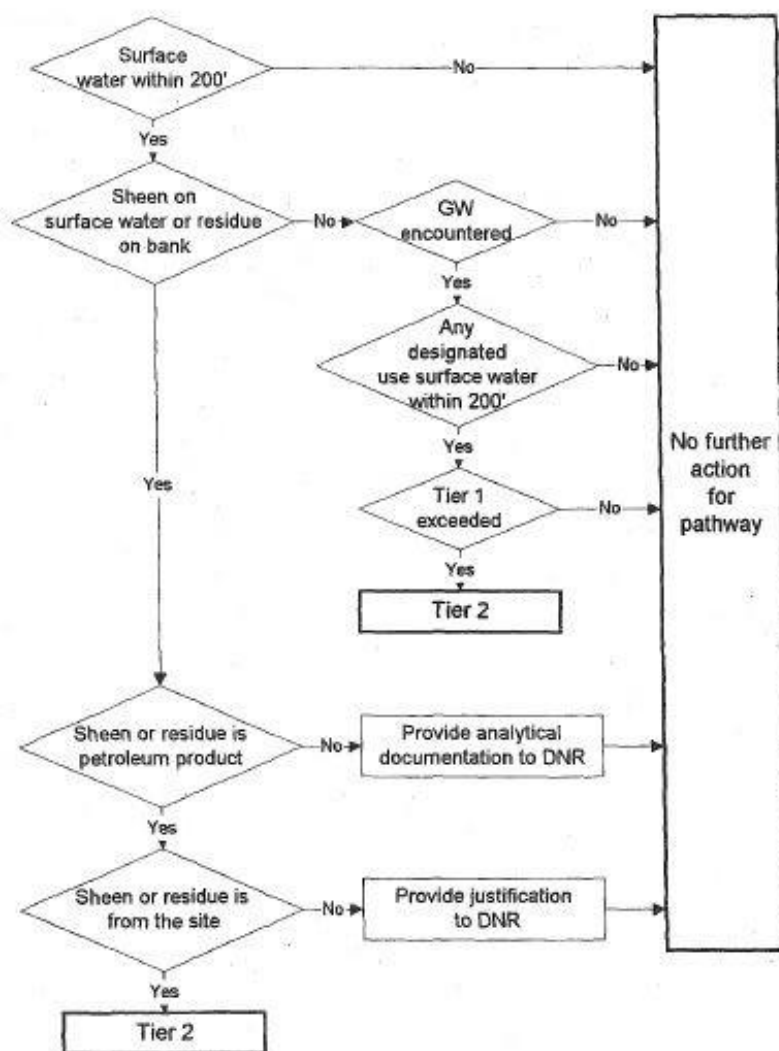 Surface
water within 200'
No
Yes
Sheen on
surface water or residue
on bank
No
GW
encountered
No
Yes
Any
designated
use surface water
within 200'
No
Yes
Tier 1
exceeded
No
Yes
Tier 2
No further
action
for
pathway
Yes
Sheen or residue is
petroleum product
No
Provide analytical
documentation to DNR
Yes
Sheen or residue is
from the site
No
Provide justification
to DNR
Yes
Tier 2